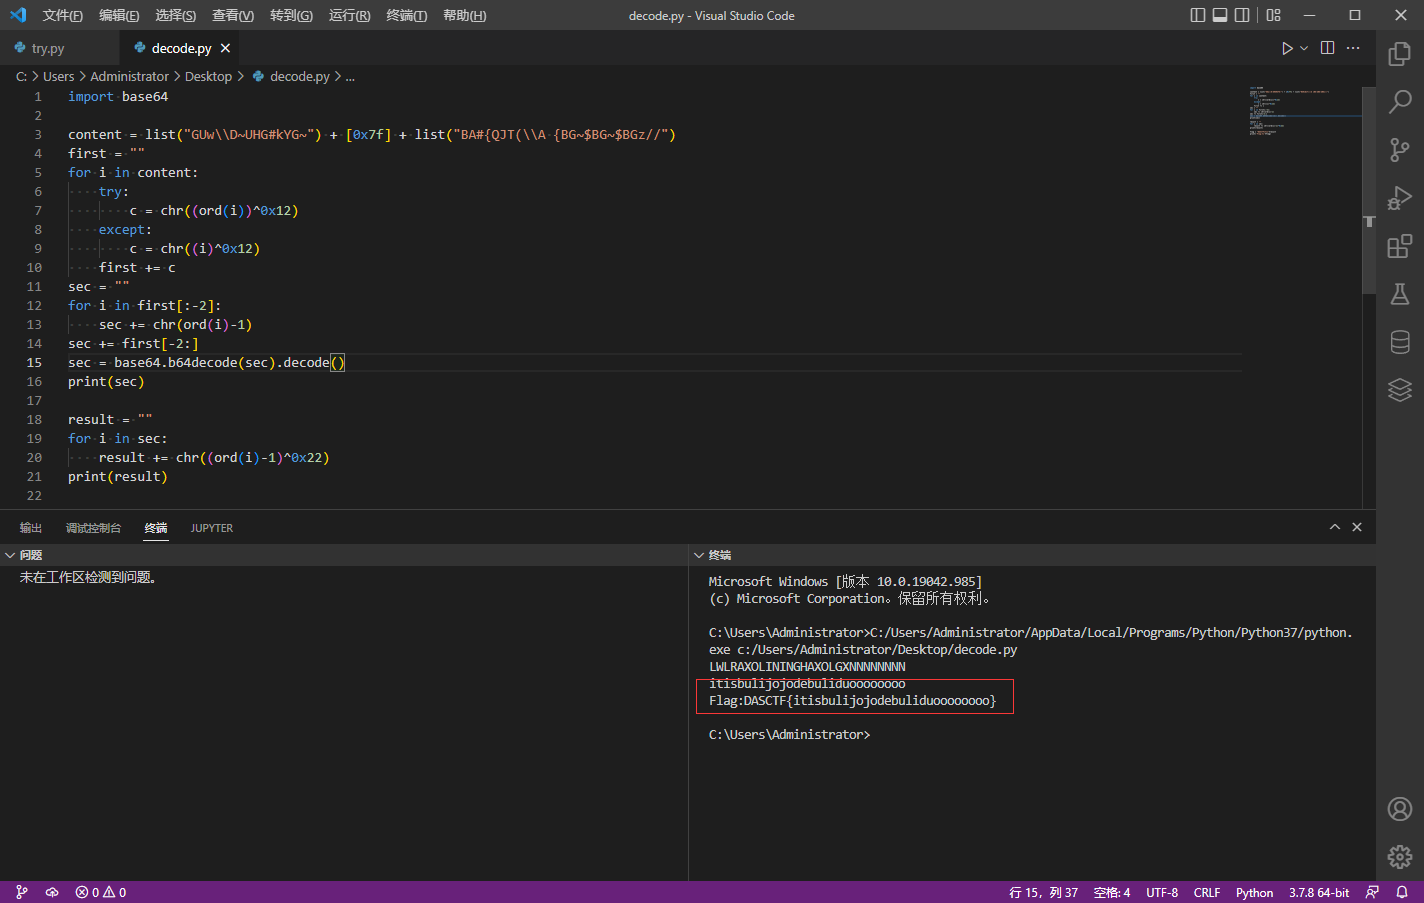 文件(F) 编辑(E) 选择(S) 查看(V) 转到(G) 运行(R) 终端(T) 帮助(H) decode.py - Visual Studio Code
try.py decode.py
C: > Users > Administrator > Desktop > decode.py > ...
1 import base64
2
3 content = list("GUw\\D~UHG#kYG~") + [0x7f] + list("BA#{QJT(\\A {BG~$BG~$BGz//")
4 first = ""
5 for i in content:
6     try:
7         c = chr((ord(i))^0x12)
8     except:
9         c = chr((i)^0x12)
10     first += c
11 sec = ""
12 for i in first[:-2]:
13     sec += chr(ord(i)-1)
14 sec += first[-2:]
15 sec = base64.b64decode(sec).decode()
16 print(sec)
17
18 result = ""
19 for i in sec:
20     result += chr((ord(i)-1)^0x22)
21 print(result)
22
输出 调试控制台 终端 JUPYTER
问题
未在工作区检测到问题。
终端
Microsoft Windows [版本 10.0.19042.985]
(c) Microsoft Corporation。保留所有权利。
C:\Users\Administrator>C:/Users/Administrator/AppData/Local/Programs/Python/Python37/python.
exe c:/Users/Administrator/Desktop/decode.py
LWLRAXOLININGHAXOLGXNNNNNNNN
itisbulijojodebuliduoooooooo
Flag:DASCTF{itisbulijojodebuliduoooooooo}
C:\Users\Administrator>
0 0 行 15，列 37 空格: 4 UTF-8 CRLF Python 3.7.8 64-bit